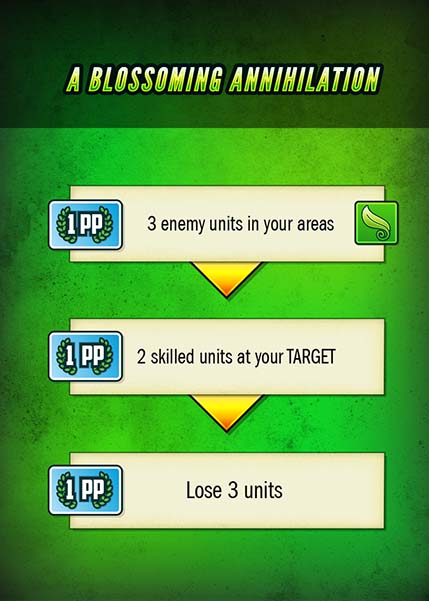 A BLOSSOMING ANNIHILATION
1 PP
3 enemy units in your areas
1 PP
2 skilled units at your TARGET
1 PP
Lose 3 units